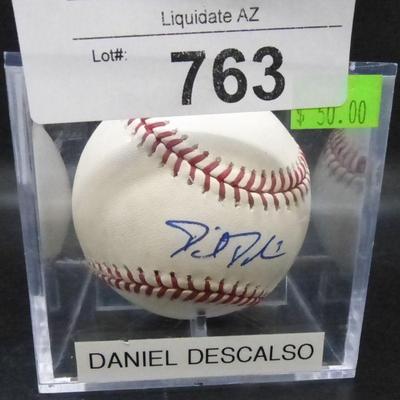 Liquidate AZ
Lot#: 763
$ 50.00
DANIEL DESCALSO